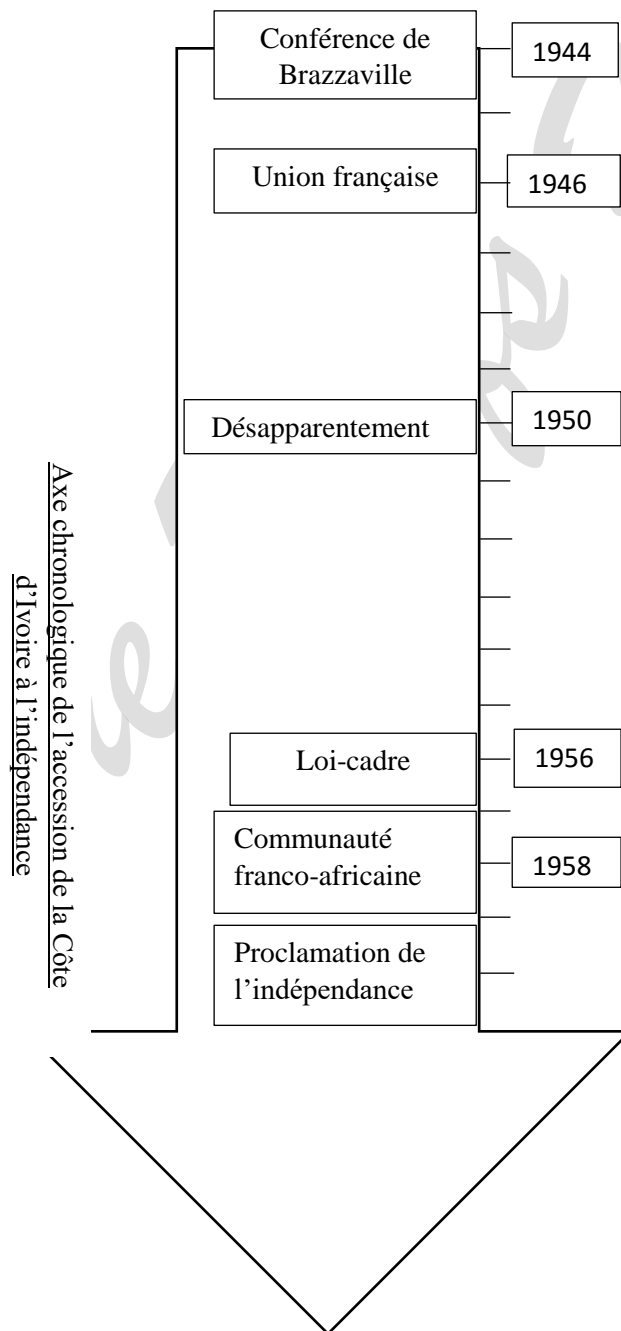 Conférence de
Brazzaville
1944
Union française
1946
Désapparentement
1950
Loi-cadre
1956
Communauté
franco-africaine
1958
Proclamation de
l’indépendance
Axe chronologique de l’accession de la Côte
d’Ivoire à l’indépendance